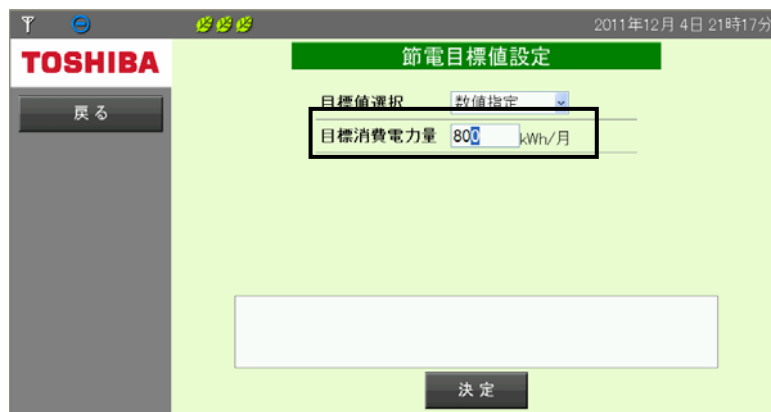 2011年12月 4日 21時17分
TOSHIBA
節電目標値設定
戻る
目標値選択 数値指定
目標消費電力量 800 kWh/月
決定